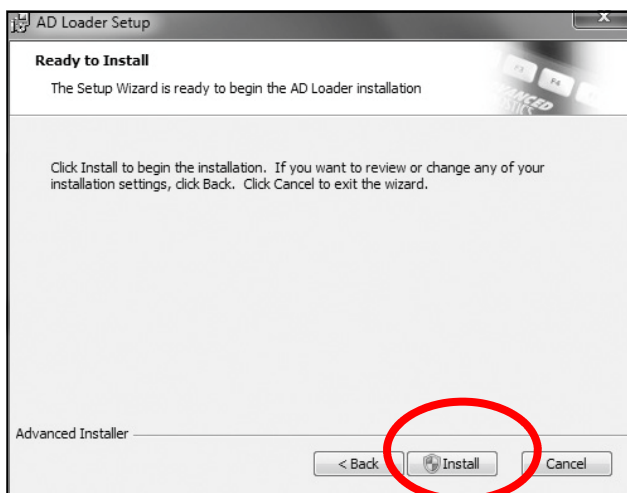 AD Loader Setup
X
Ready to Install
The Setup Wizard is ready to begin the AD Loader installation
F3
F4
Click Install to begin the installation. If you want to review or change any of your
installation settings, click Back. Click Cancel to exit the wizard.
Advanced Installer
< Back
Install
Cancel